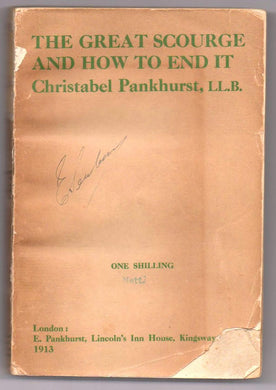 THE GREAT SCOURGE
AND HOW TO END IT
Christabel Pankhurst, LL.B.
ONE SHILLING
London:
E. Pankhurst, Lincoln's Inn House, Kingsway
1913